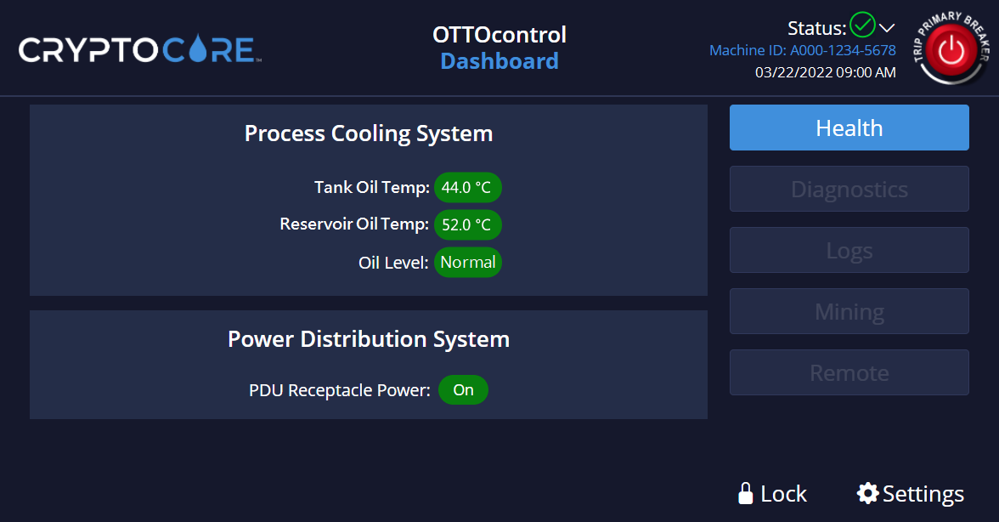 CRYPTOCORE™
OTTOcontrol
Dashboard
Status:
Machine ID: A000-1234-5678
03/22/2022 09:00 AM
TRIP PRIMARY BREAKER
Process Cooling System
Tank Oil Temp: 44.0 °C
Reservoir Oil Temp: 52.0 °C
Oil Level: Normal
Power Distribution System
PDU Receptacle Power: On
Health
Diagnostics
Logs
Mining
Remote
Lock
Settings